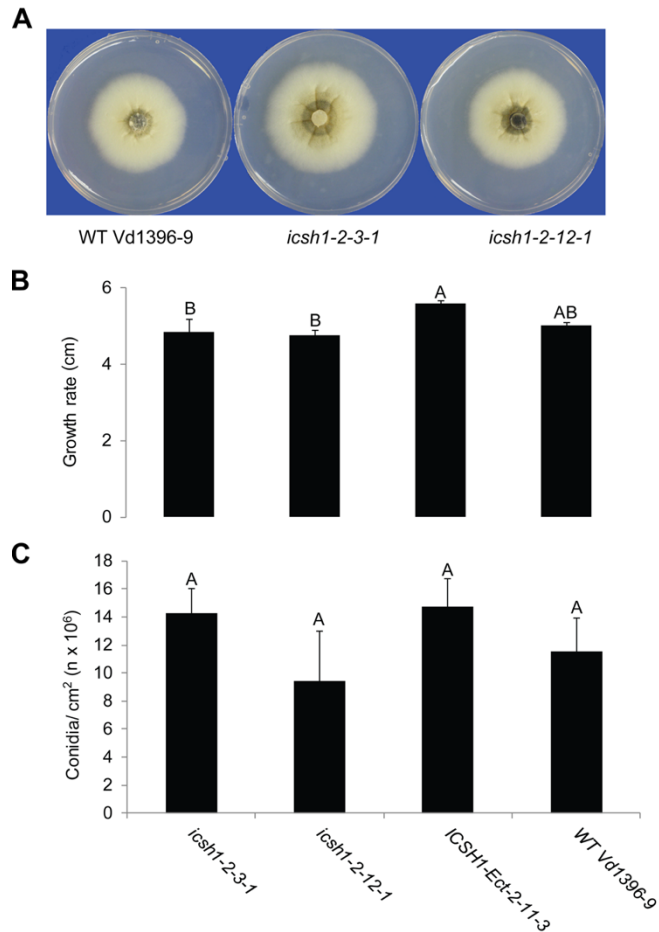 A
WT Vd1396-9 icsh1-2-3-1 icsh1-2-12-1
B
Growth rate (cm)
6
4
2
0
B B A AB
C
Conidia/ cm² (n x 10⁶)
18
16
14
12
10
8
6
4
2
0
A A A A
icsh1-2-3-1 icsh1-2-12-1 ICSH1-Ect-2-11-3 WT Vd1396-9